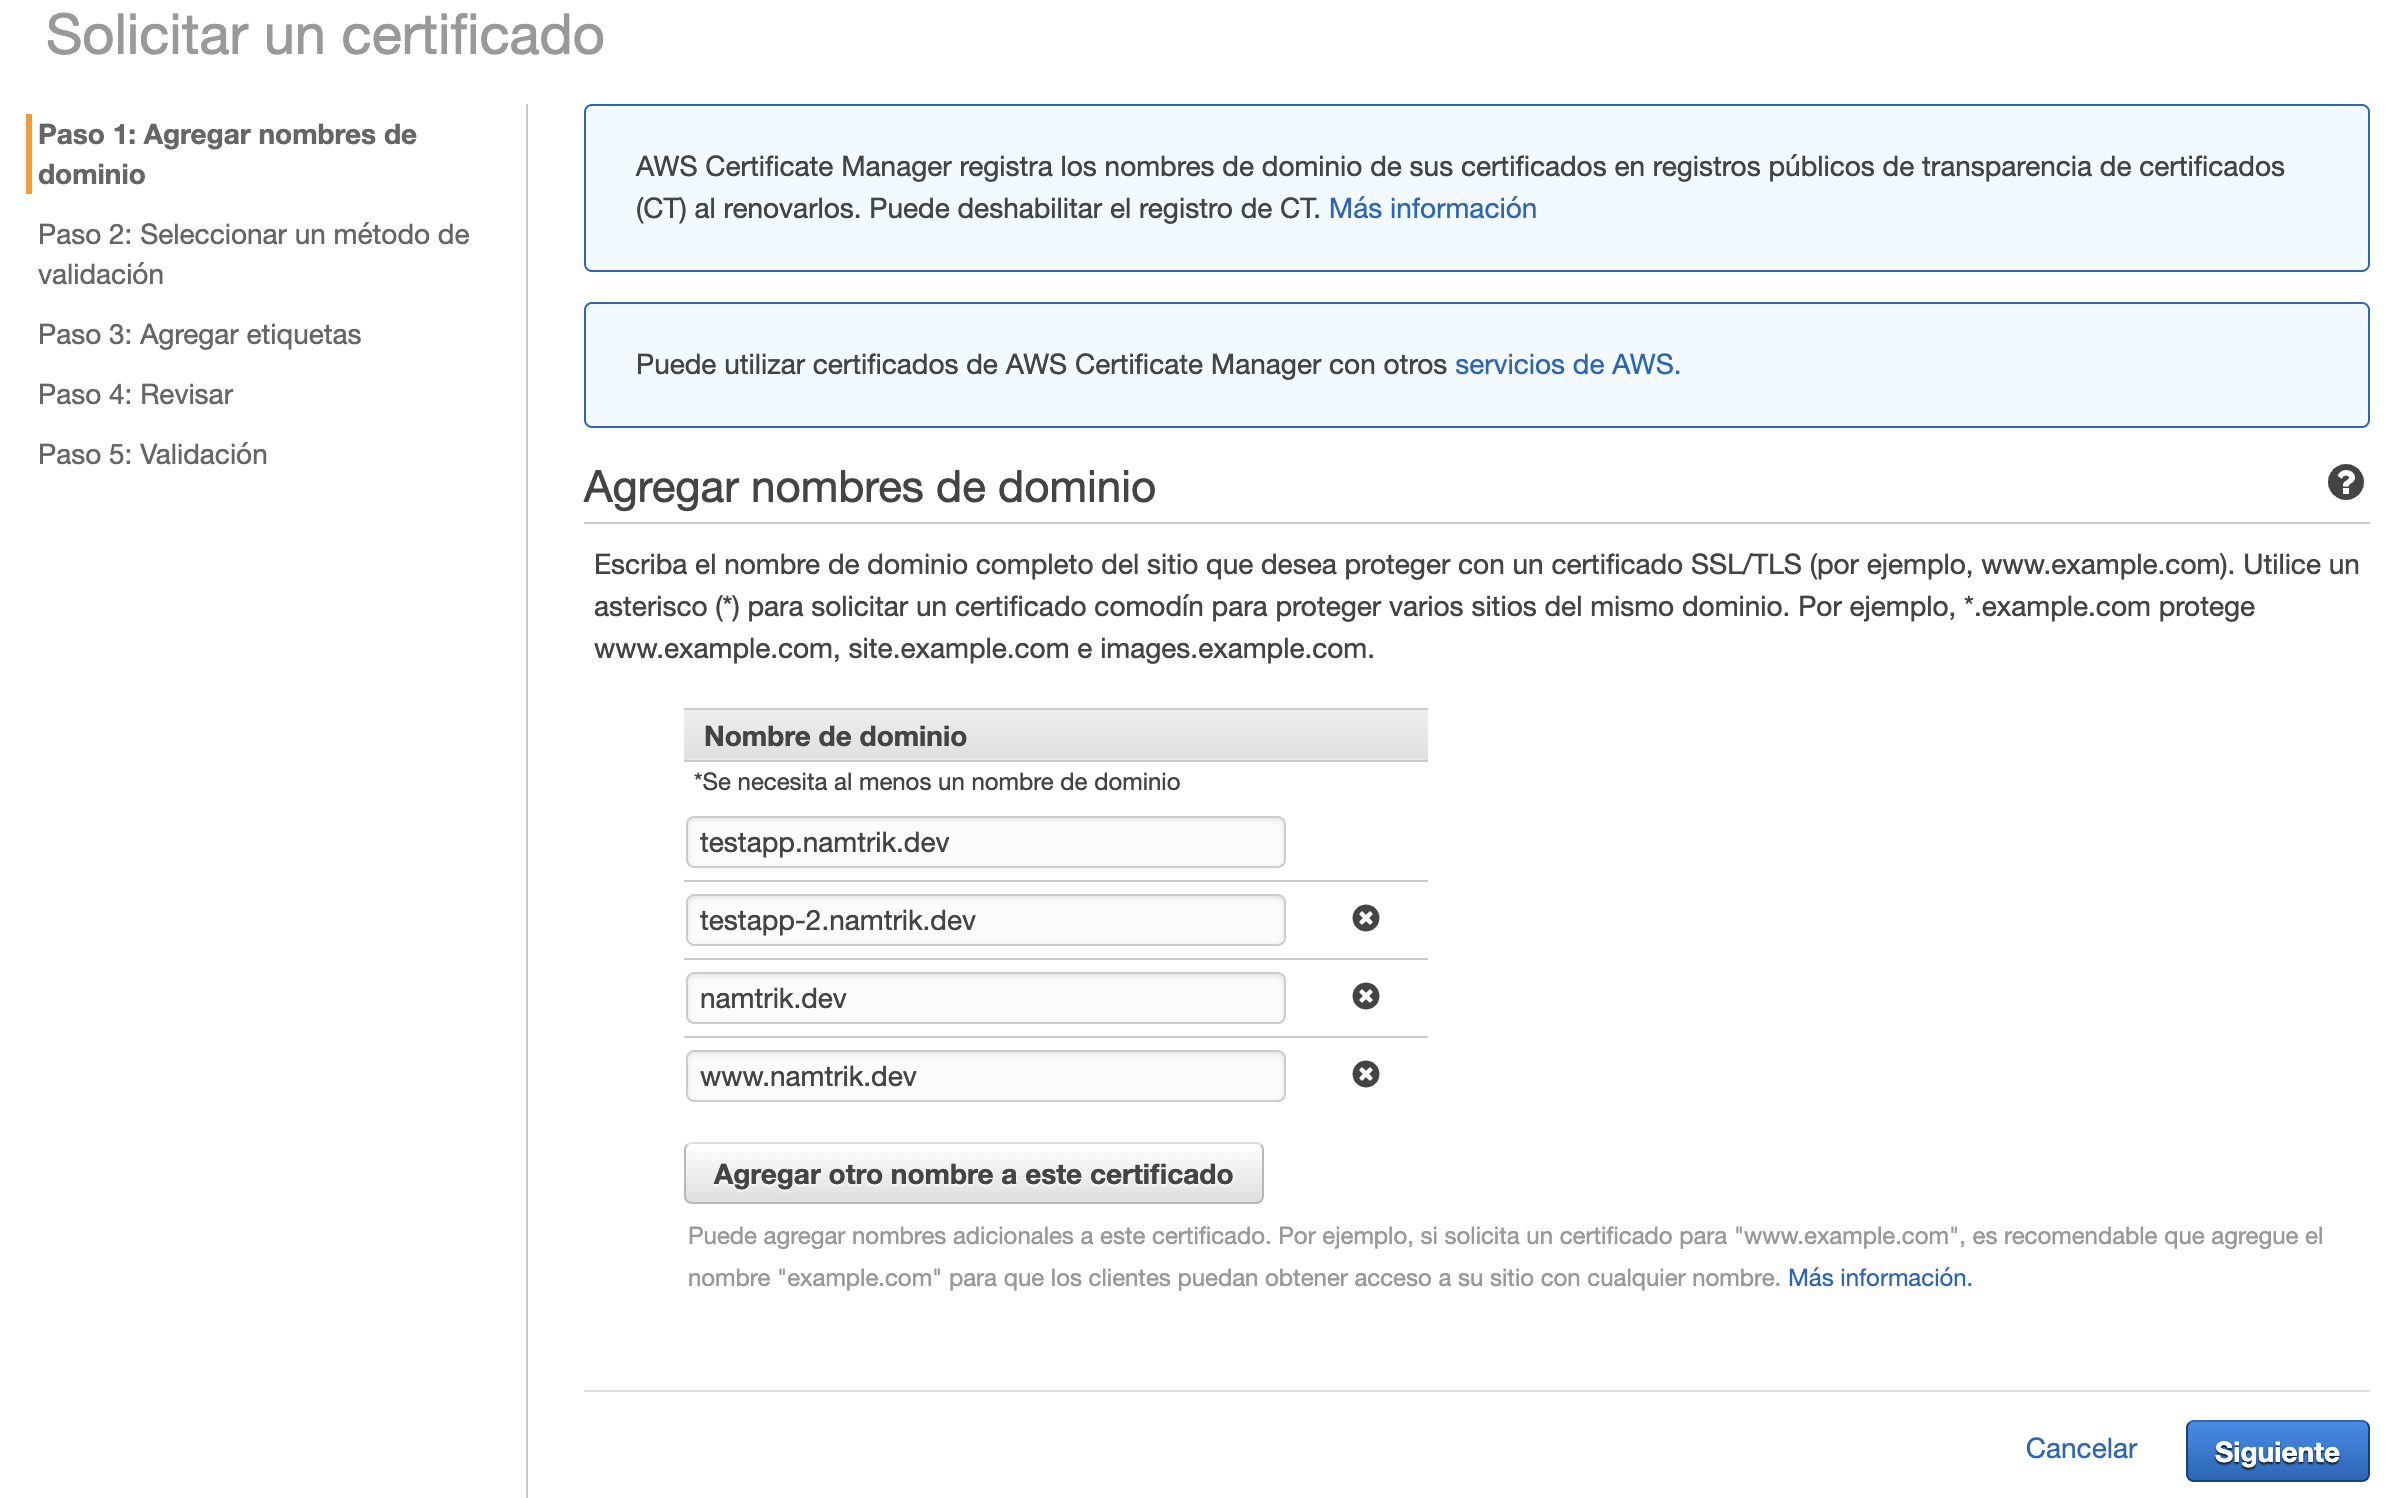 Solicitar un certificado
Paso 1: Agregar nombres de
dominio
Paso 2: Seleccionar un método de
validación
Paso 3: Agregar etiquetas
Paso 4: Revisar
Paso 5: Validación
AWS Certificate Manager registra los nombres de dominio de sus certificados en registros públicos de transparencia de certificados
(CT) al renovarlos. Puede deshabilitar el registro de CT. Más información
Puede utilizar certificados de AWS Certificate Manager con otros servicios de AWS.
Agregar nombres de dominio
Escriba el nombre de dominio completo del sitio que desea proteger con un certificado SSL/TLS (por ejemplo, www.example.com). Utilice un
asterisco (*) para solicitar un certificado comodín para proteger varios sitios del mismo dominio. Por ejemplo, *.example.com protege
www.example.com, site.example.com e images.example.com.
Nombre de dominio
*Se necesita al menos un nombre de dominio
testapp.namtrik.dev
testapp-2.namtrik.dev
namtrik.dev
www.namtrik.dev
Agregar otro nombre a este certificado
Puede agregar nombres adicionales a este certificado. Por ejemplo, si solicita un certificado para "www.example.com", es recomendable que agregue el
nombre "example.com" para que los clientes puedan obtener acceso a su sitio con cualquier nombre. Más información.
Cancelar
Siguiente